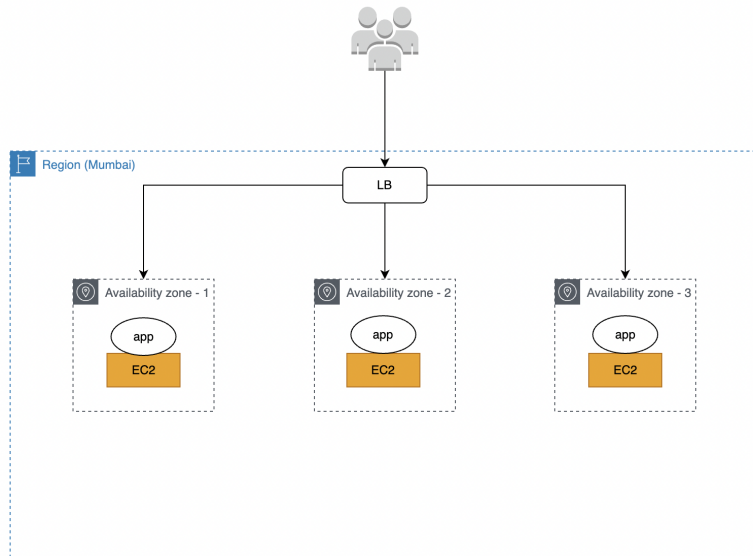 Region (Mumbai)
LB
Availability zone - 1
Availability zone - 2
Availability zone - 3
app
app
app
EC2
EC2
EC2